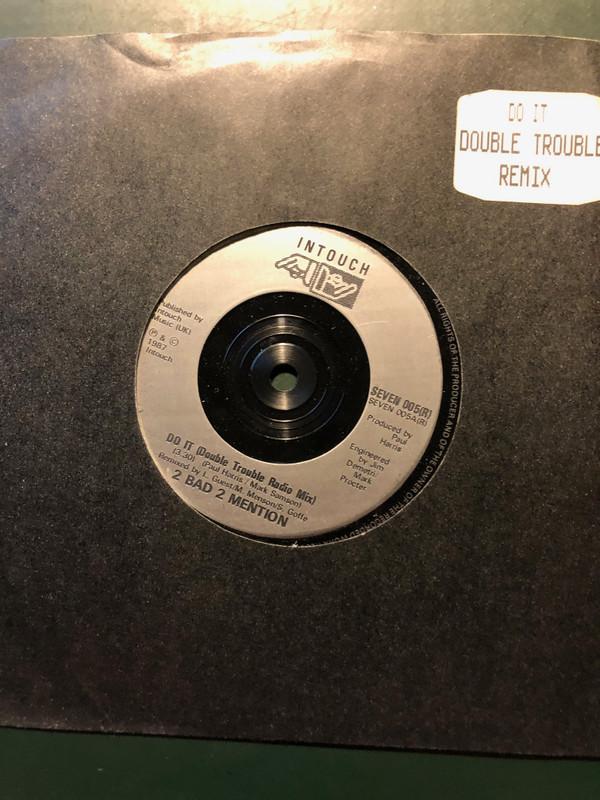 DO IT
DOUBLE TROUBLE
REMIX
INTOUCH
Published by
Intouch
Music (UK)
℗ & ©
1987
Intouch
SEVEN 005(R)
SEVEN 005A(R)
Produced by
Paul
Harris
Engineered
by Jim
Demetri,
Mark
Procter
DO IT (Double Trouble Radio Mix)
(3.30) (Paul Harris / Mark Samson)
Remixed by L. Guest/M. Menson/S. Goffe
2 BAD 2 MENTION
ALL RIGHTS OF THE PRODUCER AND OF THE OWNER OF THE RECORDED WORK